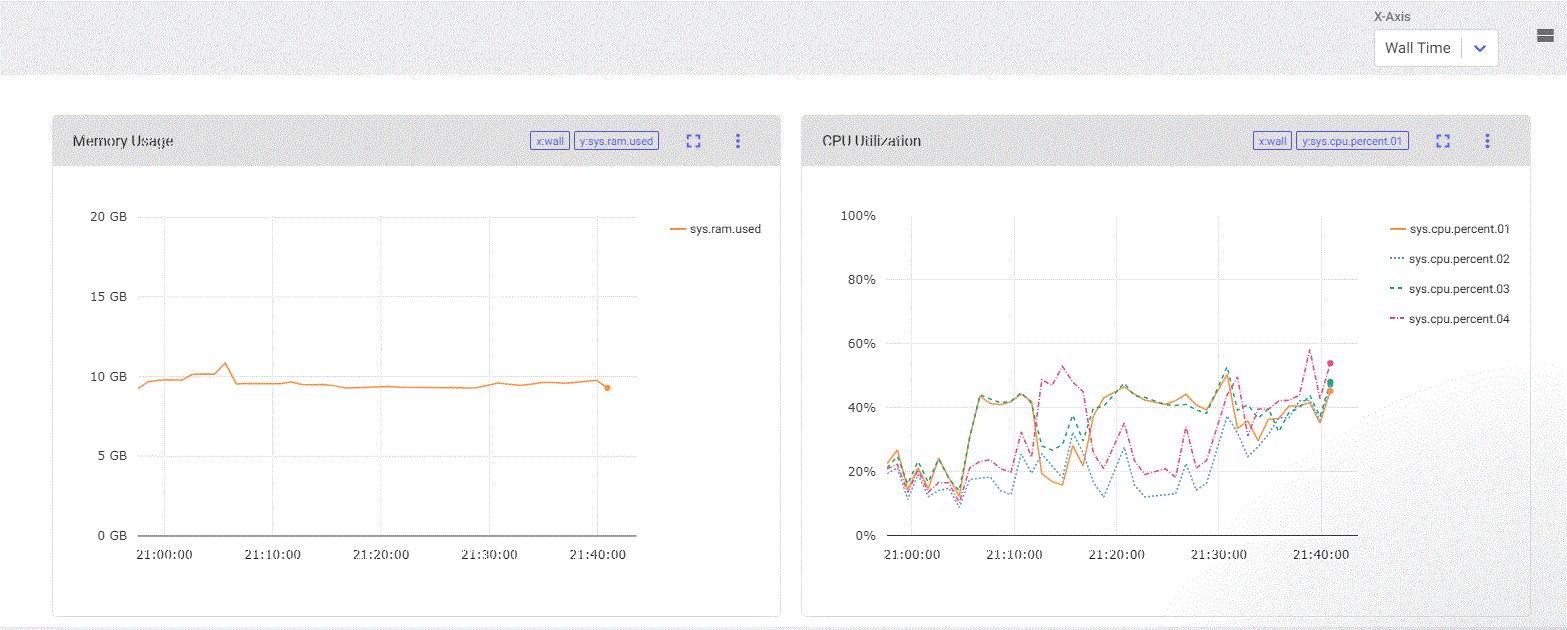 X-Axis
Wall Time
Memory Usage
x:wall
y:sys.ram.used
20 GB
15 GB
10 GB
5 GB
0 GB
21:00:00
21:10:00
21:20:00
21:30:00
21:40:00
sys.ram.used
CPU Utilization
x:wall
y:sys.cpu.percent.01
100%
80%
60%
40%
20%
0%
21:00:00
21:10:00
21:20:00
21:30:00
21:40:00
sys.cpu.percent.01
sys.cpu.percent.02
sys.cpu.percent.03
sys.cpu.percent.04